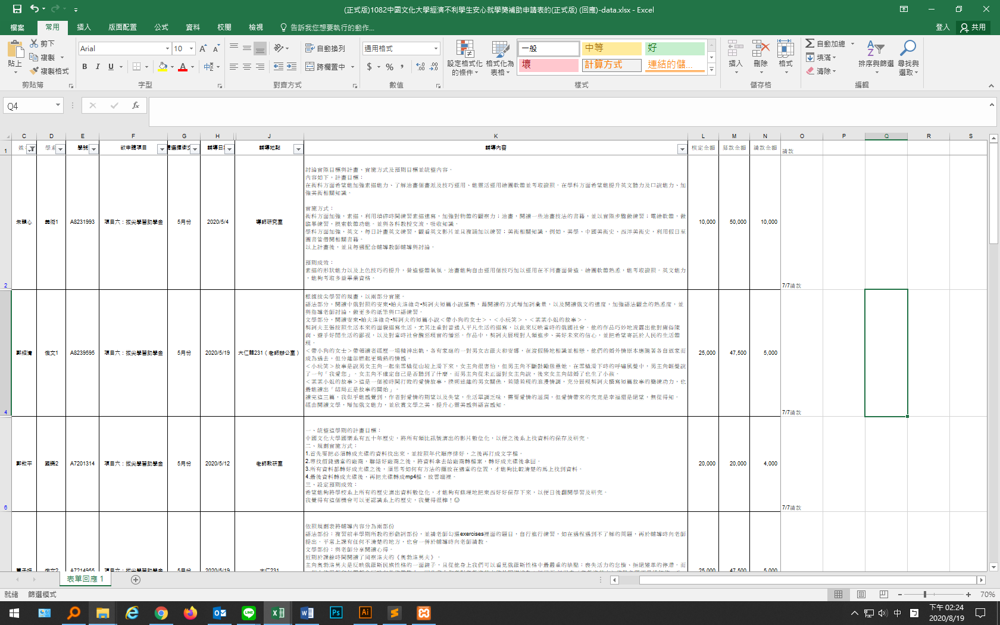 (正式版)1082中國文化大學經濟不利學生安心就學獎補助申請表的(正式版) (回應)-data.xlsx - Excel
檔案 常用 插入 版面配置 公式 資料 校閱 檢視 告訴我您想要執行的動作... 登入 共用
貼上 剪下 複製 複製格式
Arial 10
B I U
自動換列
跨欄置中
通用格式
$ % ,
設定格式化的條件 格式化為表格
一般 中等 好
壞 計算方式 連結的儲...
插入 刪除 格式
自動加總 填滿 清除
排序與篩選 尋找與選取
剪貼簿 字型 對齊方式 數值 樣式 儲存格 編輯
Q4 fx
C D E F G H J K L M N O P Q R S
1 學號 欲申請項目 輔導地點 輔導內容 核定金額 請款金額 請款
討論實際目標與計畫、實施方式及預期目標並統整內容。
內容如下，計畫目標：
在術科方面希望能加強素描能力、了解油畫個畫派及技巧運用、能靈活運用繪圖軟體並考取證照。在學科方面希望能提升英文聽力及口說能力、加
強美術相關知識。
實施方式：
術科方面加強，素描，利用瑣碎時間練習素描速寫，加強對物體的觀察力；油畫，閱讀一些油畫技法的書籍，並以實際步驟做練習；電繪軟體，做
臨摹練習，摸索軟體功能。並與各科教授交流，吸收知識。
學科方面加強，英文，每日計畫英文練習，觀看英文影片並且複誦加以練習；美術相關知識，例如，美學、中國美術史、西洋美術史，利用假日至
圖書館借閱相關書籍。
以上計畫後，並且每週配合輔導教師輔導與討論。
預期成效：
素描的形狀能力以及上色技巧的提升，營造整體氣氛。油畫能夠自由運用個技巧加以運用在不同畫面營造。繪圖軟體熟悉，能考取證照。英文能力
，能夠考取多益畢業資格。
2 美術1 A8231993 項目六：拔尖學習助學金 5月份 2020/5/4 導師研究室 10,000 50,000 10,000 7/7請款
根據拔尖學習的規畫，以兩部分實施。
語法部分，閱讀中俄對照的安東•帕夫洛維奇•契訶夫短篇小說選集，藉閱讀的方式增加詞彙量，以及閱讀俄文的速度，加強語法觀念的熟悉度，並
與指導老師討論，做更多的紙筆與口語練習。
文學部分，閱讀安東•帕夫洛維奇•契訶夫的短篇小說＜帶小狗的女士＞、＜小玩笑＞、＜某某小姐的故事＞。
契訶夫主張按照生活本來的面貌描寫生活，尤其注重對普通人平凡生活的描寫，以此來反映當時的俄國社會。他的作品巧妙地流露出他對庸俗陳
腐、遊手好閒生活的鄙視，以及對當時社會醜惡現實的憎惡。作品中，契訶夫展現對人類進步、美好未來的信心，並把希望寄託於人民的生活體
現。
＜帶小狗的女士＞帶領讀者經歷一場精神出軌，各有家庭的一對男女古羅夫和安娜，在渡假勝地相識並相戀，他們的婚外情原本應隨著各自返家而
成為過去，但分離卻燃起更熾熱的情感。
＜小玩笑＞故事是說男女主角一起坐雪橇從山坡上滑下來，女主角很害怕，但男主角不斷鼓勵慫恿她。在雪橇滑下時的呼嘯風聲中，男主角輕聲說
了一句「我愛您」。女主角不確定自己是否聽到了什麼。而男主角從未正面對女主角說，後來女主角結婚了也生了小孩。
＜某某小姐的故事＞這是一個被時間打敗的愛情故事，撲朔迷離的男女關係，若隱若現的浪漫情調，充分展現契訶夫撰寫短篇故事的簡練功力，也
最能讀出「結局正是故事的開始」。
讀完這三篇，我似乎能感覺到，作者對愛情的期望以及失望，生活單調乏味，需要愛情的滋潤，但愛情帶來的究竟是幸福還是絕望，無從得知。
經由閱讀文學，增加俄文能力，並欣賞文學之美，提升心靈美感與語言感知。
4 俄文1 A8239595 項目六：拔尖學習助學金 5月份 2020/5/19 大仁館231（老師辦公室） 25,000 47,500 5,000 7/7請款
一、統整這學期的計畫目標：
中國文化大學國樂系有五十年歷史，將所有類比訊號演出的影片數位化，以便之後系上找資料的保存及研究。
二、規劃實施方式：
1.首先要把必須轉成光碟的資料找出來，並按照年代順序排好，之後再打成文字檔。
2.尋找價錢適當的廠商，聯絡好廠商之後，將資料拿去給廠商轉檔案，轉好成光碟後拿回。
3.所有資料都轉好成光碟之後，須思考如何有方法的擺放在適當的位置，才能夠比較清楚的馬上找到資料。
4.最後資料轉成光碟後，再把光碟轉成mp4檔，放雲端裡。
三、設定預期成效：
希望能夠將學校系上所有的歷史演出資料數位化，才能夠有條理地把東西好好保存下來，以便日後翻閱學習及研究。
我覺得有這個機會可以更認識系上的歷史，我覺得很棒！☺
6 郭敘平 國樂2 A7201314 項目六：拔尖學習助學金 5月份 2020/5/12 老師教研室 20,000 20,000 4,000 7/7請款
依照規劃表將輔導內容分為兩部份
語法部份：複習前半學期所教的形動詞部份，並請老師勾選exercises裡面的題目，自行進行練習，如在過程遇到不了解的問題，再於輔導時向老師
提出。平常上課有任何不清楚的地方，也會一併於輔導時向老師請教。
文學部份：與老師分享閱讀心得。
近期於課餘時間閱讀了岡察洛夫的《奧勃洛莫夫》。
主角奧勃洛莫夫是反映俄羅斯民族性格的一面鏡子，且從他身上我們可以看見俄羅斯性格中最嚴重的缺點：喪失活力的怠惰、拒絕變革的停滯。而
俄文2 A7214955 項目六：拔尖學習助學金 5月份 2020/5/19 大仁231 25,000 47,500 5,000
表單回應 1
就緒 篩選模式 70%
中 下午 02:24
2020/8/19